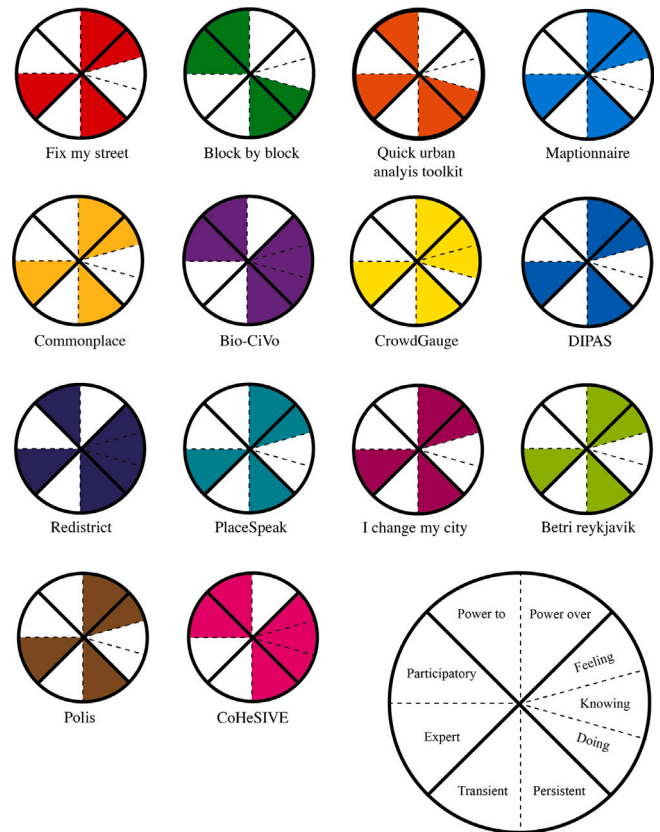 Fix my street
Block by block
Quick urban
analyis toolkit
Maptionnaire
Commonplace
Bio-CiVo
CrowdGauge
DIPAS
Redistrict
PlaceSpeak
I change my city
Betri reykjavik
Polis
CoHeSIVE
Power to
Power over
Feeling
Participatory
Knowing
Expert
Doing
Transient
Persistent